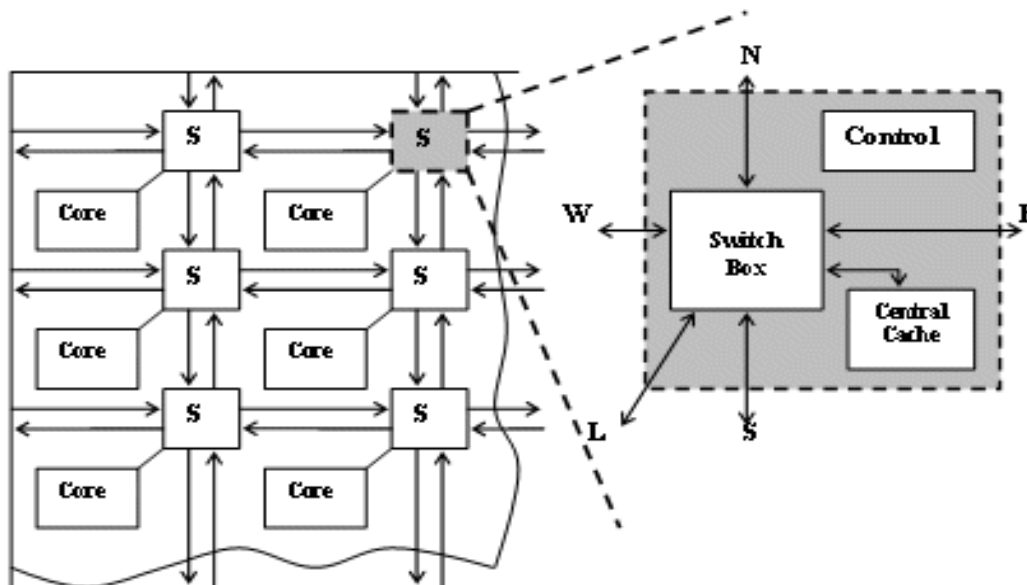 S
S
Core
Core
S
S
Core
Core
S
S
Core
Core
N
Control
W
Switch
Box
Central
Cache
L
S